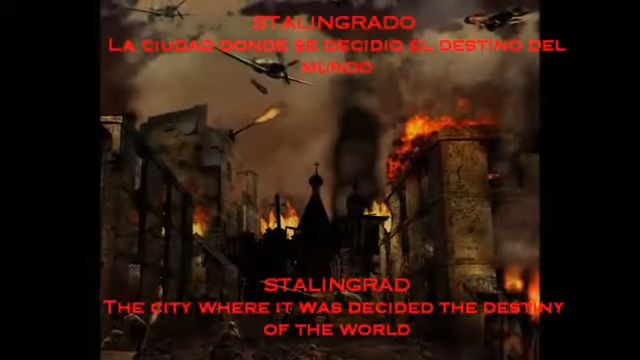 STALINGRADO
LA CIUDAD DONDE SE DECIDIO EL DESTINO DEL
MUNDO
STALINGRAD
THE CITY WHERE IT WAS DECIDED THE DESTINY
OF THE WORLD